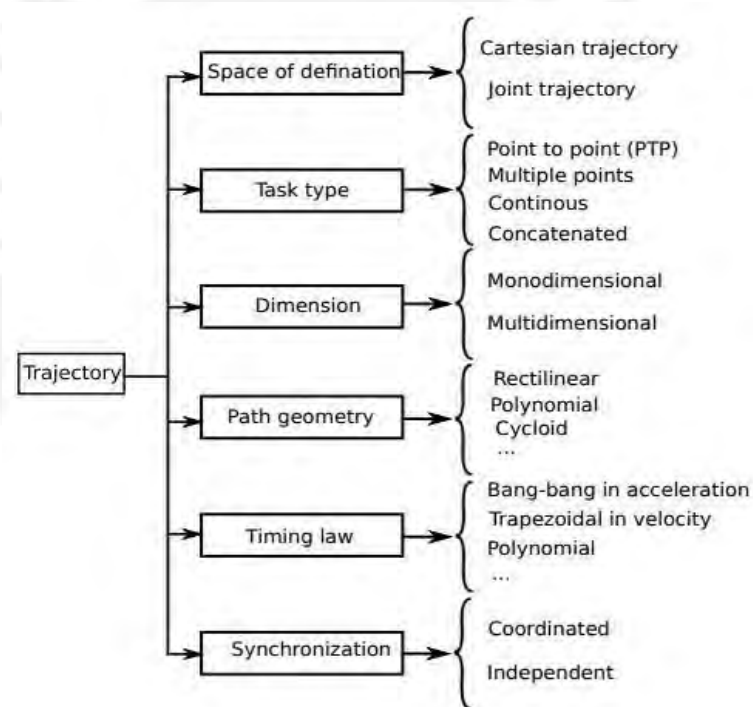 Trajectory
Space of defination
Cartesian trajectory
Joint trajectory
Task type
Point to point (PTP)
Multiple points
Continous
Concatenated
Dimension
Monodimensional
Multidimensional
Path geometry
Rectilinear
Polynomial
Cycloid
...
Timing law
Bang-bang in acceleration
Trapezoidal in velocity
Polynomial
...
Synchronization
Coordinated
Independent